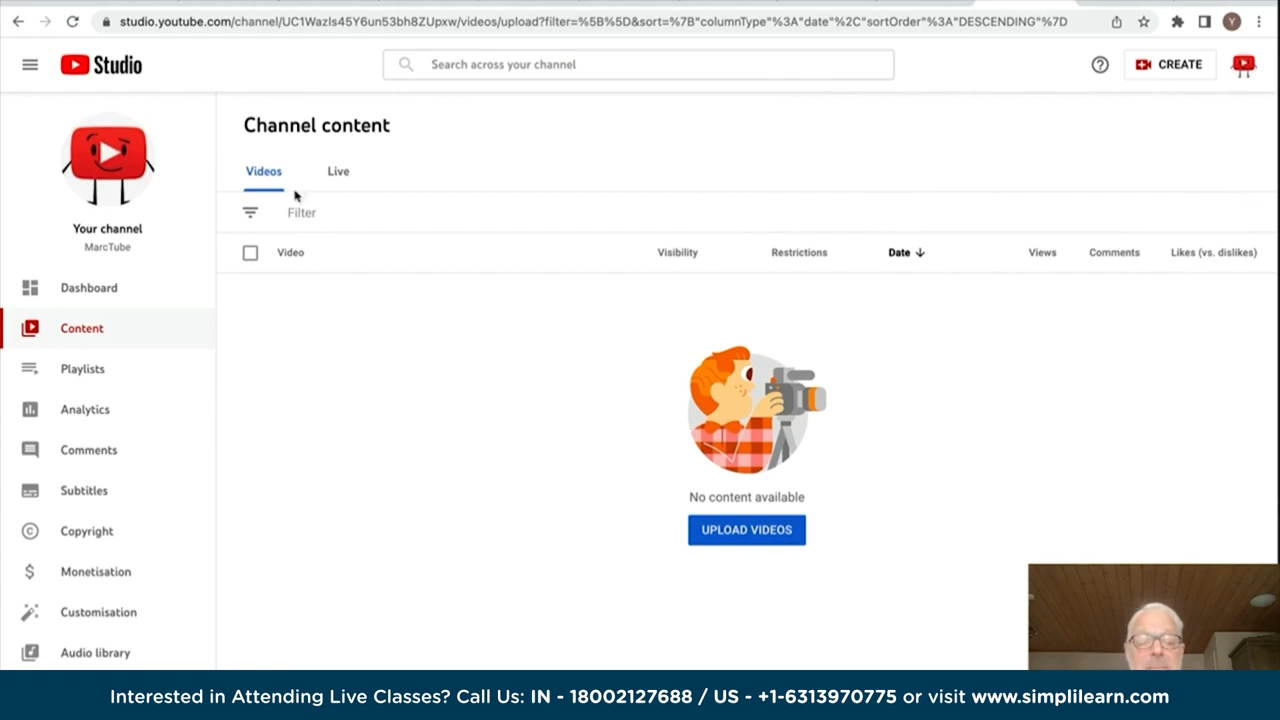 studio.youtube.com/channel/UC1Wazls45Y6un53bh8ZUpxw/videos/upload?filter=%5B%5D&sort=%7B"columnType"%3A"date"%2C"sortOrder"%3A"DESCENDING"%7D
Y
Studio
Search across your channel
CREATE
Channel content
Videos
Live
Filter
Your channel
MarcTube
Video
Visibility
Restrictions
Date
Views
Comments
Likes (vs. dislikes)
Dashboard
Content
Playlists
Analytics
Comments
Subtitles
Copyright
Monetisation
Customisation
Audio library
No content available
UPLOAD VIDEOS
Interested in Attending Live Classes? Call Us: IN - 18002127688 / US - +1-6313970775 or visit www.simplilearn.com